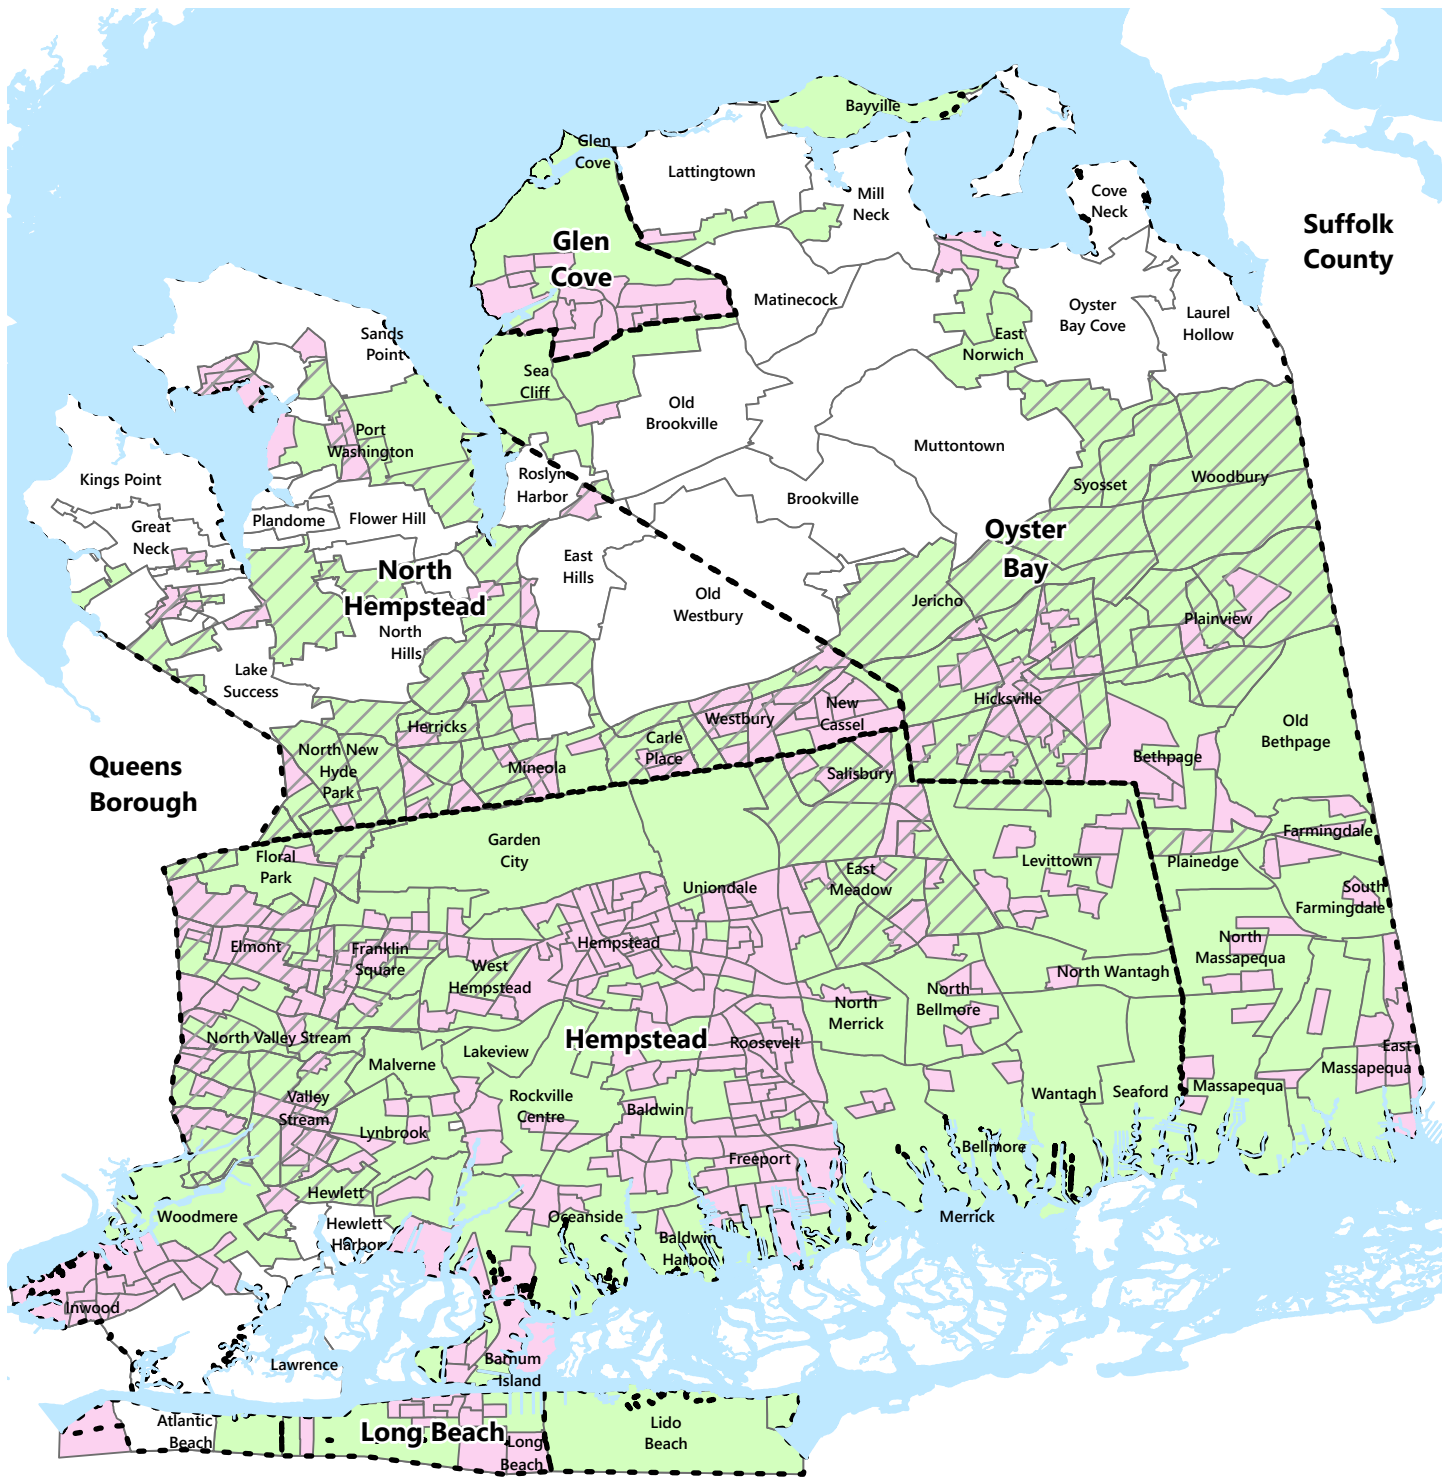 Bayville
Glen
Cove
Lattingtown
Mill
Neck
Cove
Neck
Suffolk
County
Glen
Cove
Matinecock
Oyster
Bay Cove
Laurel
Hollow
Sands
Point
East
Norwich
Sea
Cliff
Old
Brookville
Port
Washington
Muttontown
Kings Point
Roslyn
Harbor
Brookville
Syosset
Woodbury
Great
Neck
Plandome
Flower Hill
Oyster
Bay
North
Hempstead
East
Hills
Old
Westbury
Jericho
Plainview
North
Hills
Lake
Success
Hicksville
Queens
Borough
Herricks
Westbury
New
Cassel
Old
Bethpage
North New
Hyde
Park
Carle
Place
Mineola
Salisbury
Bethpage
Floral
Park
Garden
City
Farmingdale
Levittown
Plainedge
East
Meadow
Uniondale
South
Farmingdale
Elmont
Franklin
Square
Hempstead
West
Hempstead
North
Massapequa
North Wantagh
North
Merrick
North
Bellmore
North Valley Stream
Hempstead
Roosevelt
Malverne
Lakeview
East
Massapequa
Valley
Stream
Rockville
Centre
Baldwin
Wantagh
Seaford
Massapequa
Lynbrook
Freeport
Bellmore
Hewlett
Woodmere
Hewlett
Harbor
Oceanside
Baldwin
Harbor
Merrick
Inwood
Lawrence
Barnum
Island
Atlantic
Beach
Long Beach
Long
Beach
Lido
Beach